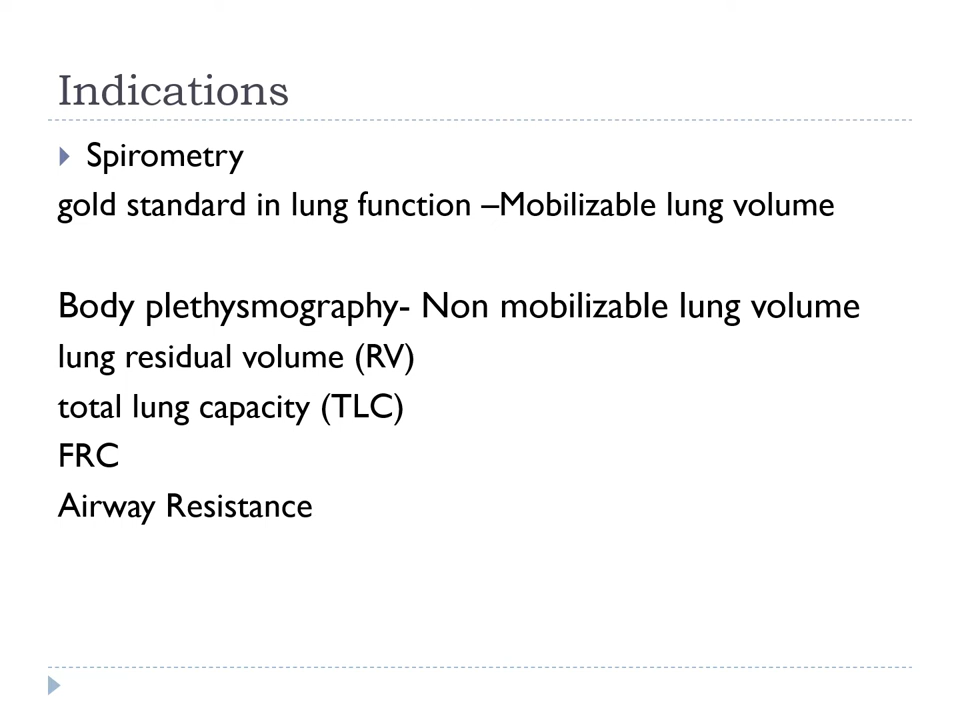 Indications
Spirometry
gold standard in lung function –Mobilizable lung volume
Body plethysmography- Non mobilizable lung volume
lung residual volume (RV)
total lung capacity (TLC)
FRC
Airway Resistance